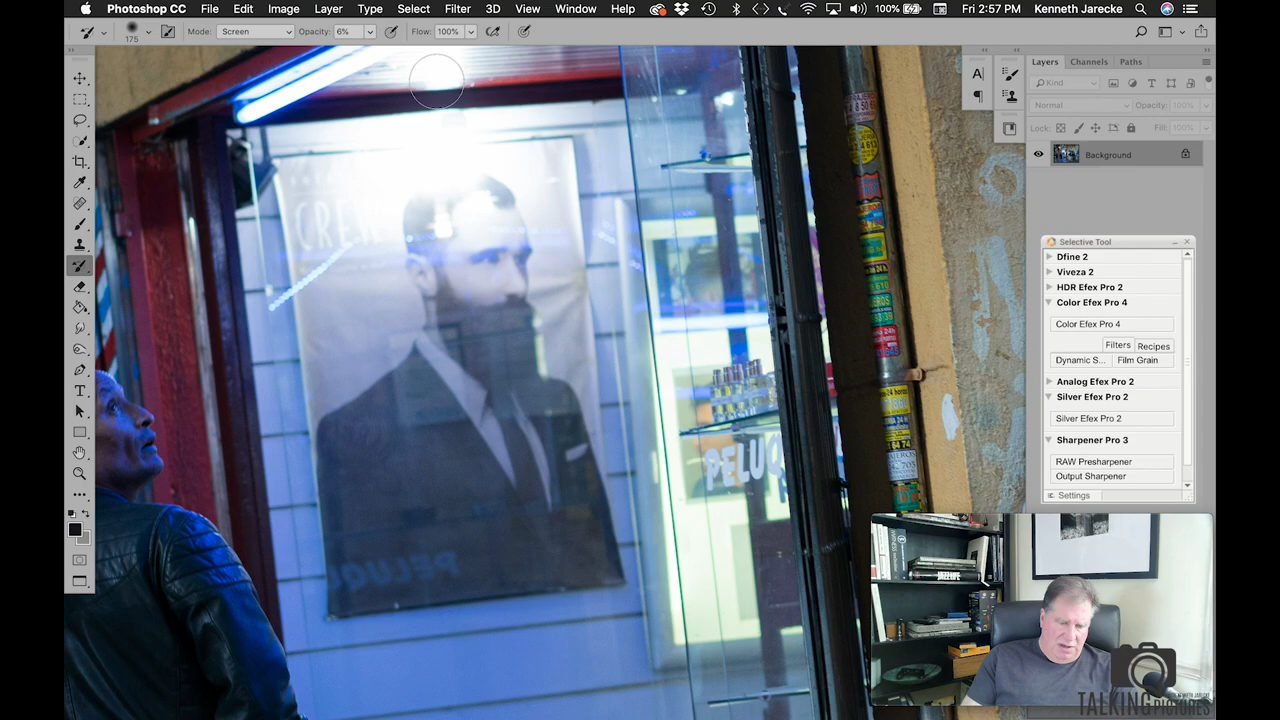 Photoshop CC File Edit Image Layer Type Select Filter 3D View Window Help 100% Fri 2:57 PM Kenneth Janecke
175 Mode: Screen Opacity: 6% Flow: 100%
Layers Channels Paths
Kind
Normal Opacity: 100%
Lock: Fill: 100%
Background
Selective Tool
Dfine 2
Viveza 2
HDR Efex Pro 2
Color Efex Pro 4
Color Efex Pro 4
Filters Recipes
Dynamic S... Film Grain
Analog Efex Pro 2
Silver Efex Pro 2
Silver Efex Pro 2
Sharpener Pro 3
RAW Presharpener
Output Sharpener
Settings
CREW
PELUQ
TALKING PICTURES